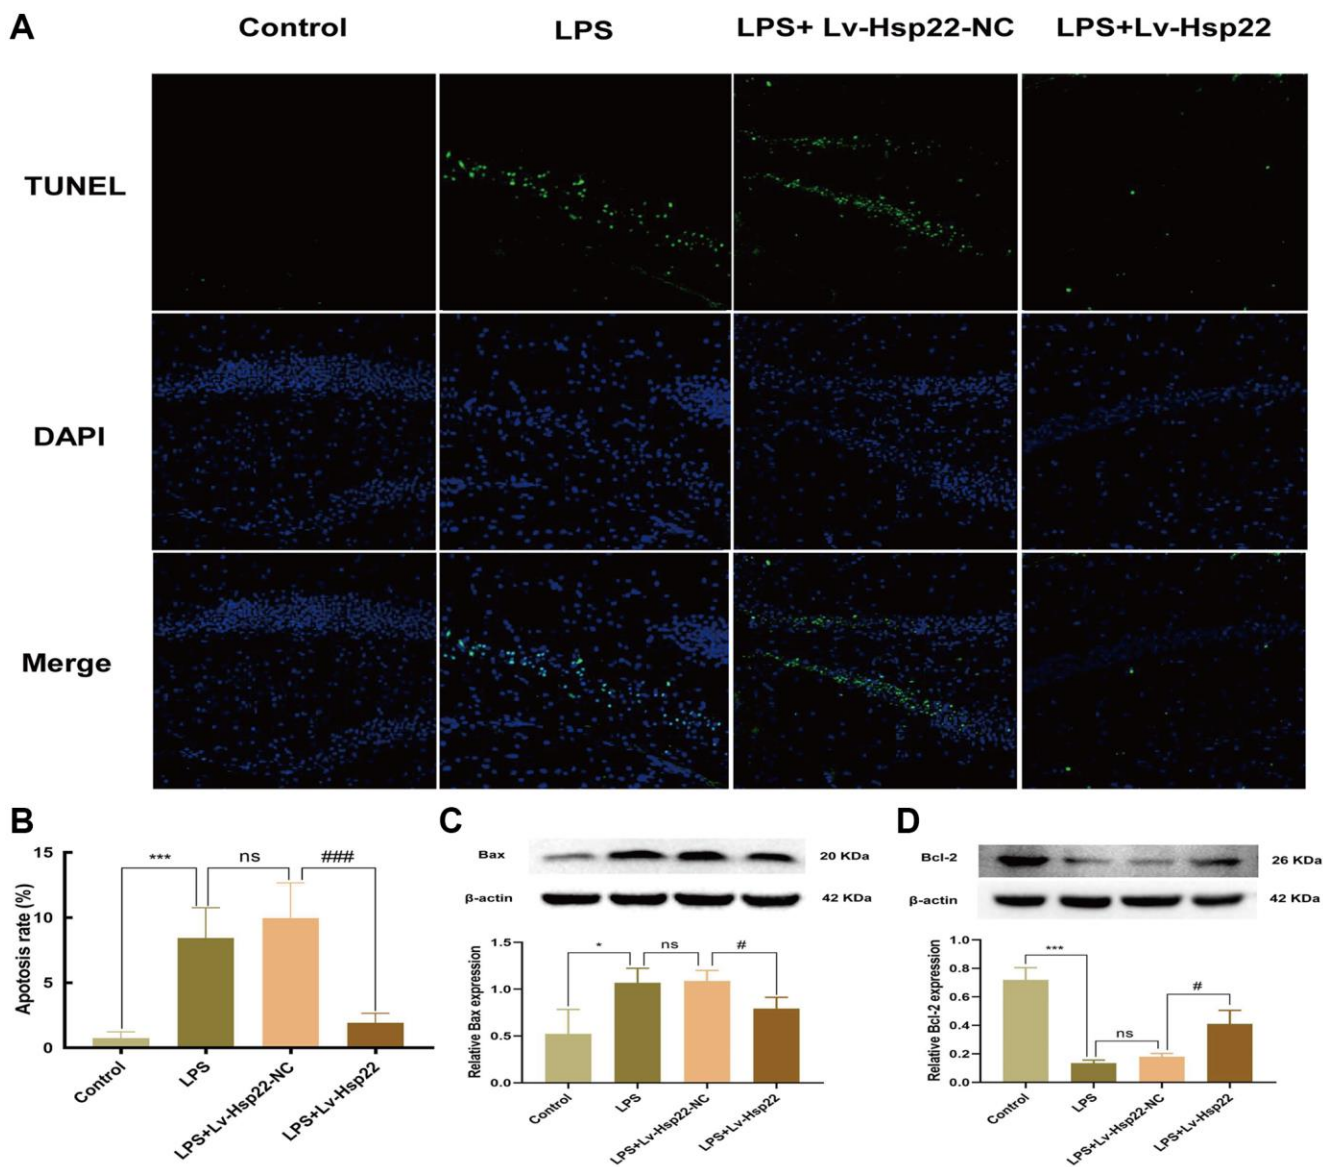 A
Control
LPS
LPS+ Lv-Hsp22-NC
LPS+Lv-Hsp22
TUNEL
DAPI
Merge
B
Apotosis rate (%)
15
10
5
0
***
ns
###
Control
LPS
LPS+Lv-Hsp22-NC
LPS+Lv-Hsp22
C
Bax
20 KDa
β-actin
42 KDa
Relative Bax expression
1.5
1.0
0.5
0.0
*
ns
#
Control
LPS
LPS+Lv-Hsp22-NC
LPS+Lv-Hsp22
D
Bcl-2
26 KDa
β-actin
42 KDa
Relative Bcl-2 expression
1.0
0.8
0.6
0.4
0.2
0.0
***
ns
#
Control
LPS
LPS+Lv-Hsp22-NC
LPS+Lv-Hsp22